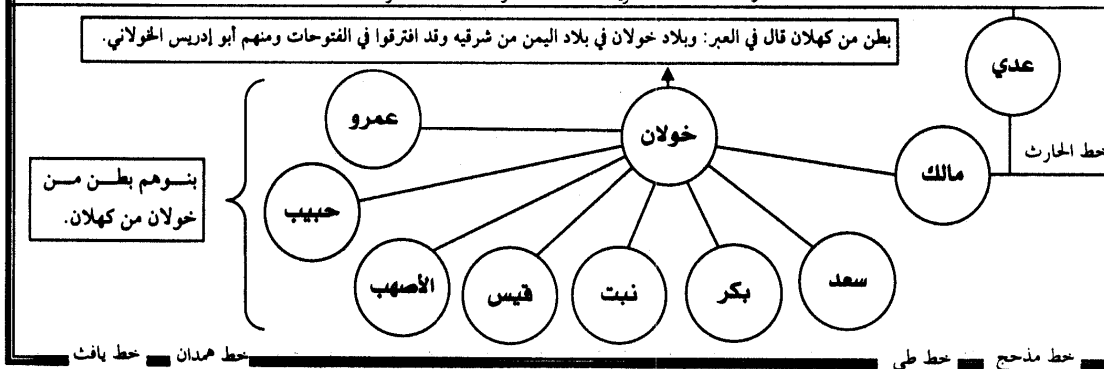 بطن من كهلان قال في العبر: وبلاد خولان في بلاد اليمن من شرقيه وقد افترقوا في الفتوحات ومنهم أبو إدريس الخولاني.
عدي
خولان
عمرو
خط الحارث
مالك
بنوهم بطن من
خولان من كهلان.
حبيب
سعد
بكر
نبت
قيس
الأصهب
خط مذحج
خط طي
خط همدان
خط يافث